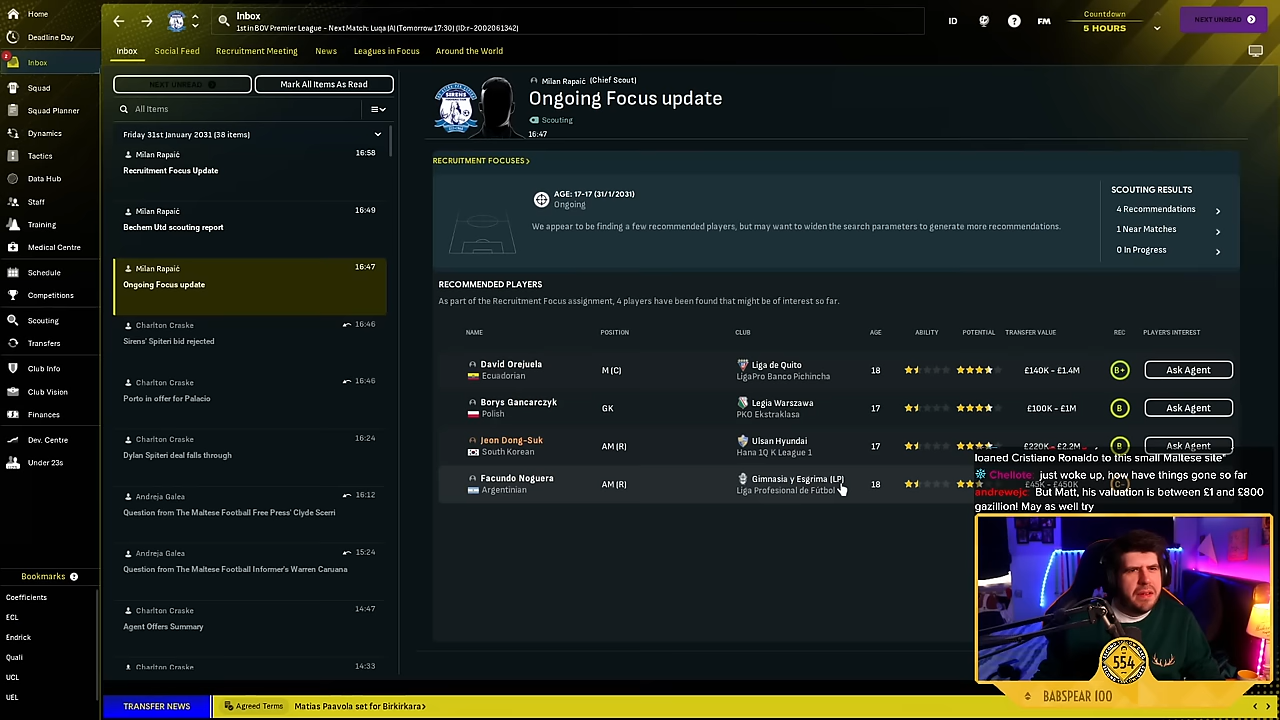 Home
Deadline Day
2
Inbox
Squad
Squad Planner
Dynamics
Tactics
Data Hub
Staff
Training
Medical Centre
Schedule
Competitions
Scouting
Transfers
Club Info
Club Vision
Finances
Dev. Centre
Under 23s
Bookmarks
Coefficients
ECL
Endrick
Quali
UCL
UEL
Inbox
1st in BOV Premier League - Next Match: Luqa (A) (Tomorrow 17:30) (ID:r-2002061342)
ID
?
FM
Countdown
5 HOURS
NEXT UNREAD
Inbox
Social Feed
Recruitment Meeting
News
Leagues in Focus
Around the World
NEXT UNREAD
Mark All Items As Read
All Items
Friday 31st January 2031 (38 items)
Milan Rapaić
16:58
Recruitment Focus Update
Milan Rapaić
16:49
Bechem Utd scouting report
Milan Rapaić
16:47
Ongoing Focus update
Charlton Craske
16:46
Sirens' Spiteri bid rejected
Charlton Craske
16:46
Porto in offer for Palacio
Charlton Craske
16:24
Dylan Spiteri deal falls through
Andreja Galea
16:12
Question from The Maltese Football Free Press' Clyde Scerri
Andreja Galea
15:24
Question from The Maltese Football Informer's Warren Caruana
Charlton Craske
14:47
Agent Offers Summary
Charlton Craske
14:33
SIRENS
Milan Rapaić (Chief Scout)
Ongoing Focus update
Scouting
16:47
RECRUITMENT FOCUSES>
AGE: 17-17 (31/1/2031)
Ongoing
We appear to be finding a few recommended players, but may want to widen the search parameters to generate more recommendations.
SCOUTING RESULTS
4 Recommendations
1 Near Matches
0 In Progress
RECOMMENDED PLAYERS
As part of the Recruitment Focus assignment, 4 players have been found that might be of interest so far.
NAME POSITION CLUB AGE ABILITY POTENTIAL TRANSFER VALUE REC PLAYER'S INTEREST
David Orejuela
Ecuadorian
M (C)
Liga de Quito
LigaPro Banco Pichincha
18
£140K - £1.4M
B+
Ask Agent
Borys Gancarczyk
Polish
GK
Legia Warszawa
PKO Ekstraklasa
17
£100K - £1M
B
Ask Agent
Jeon Dong-Suk
South Korean
AM (R)
Ulsan Hyundai
Hana 1Q K League 1
17
£220K - £2.2M
B
Ask Agent
Facundo Noguera
Argentinian
AM (R)
Gimnasia y Esgrima (LP)
Liga Profesional de Fútbol
18
£45K - £450K
C-
loaned Cristiano Ronaldo to this small Maltese side"
Chellote: just woke up, how have things gone so far
andrewejc: But Matt, his valuation is between £1 and £800
gazillion! May as well try
554
BABSPEAR 100
TRANSFER NEWS
Agreed Terms
Matias Paavola set for Birkirkara>